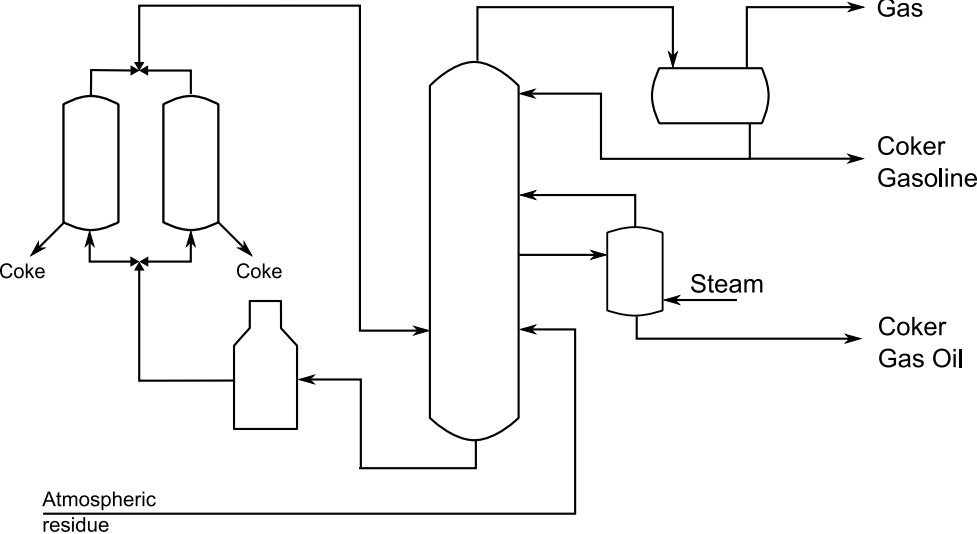 Gas
Coker
Gasoline
Coke
Coke
Steam
Coker
Gas Oil
Atmospheric
residue